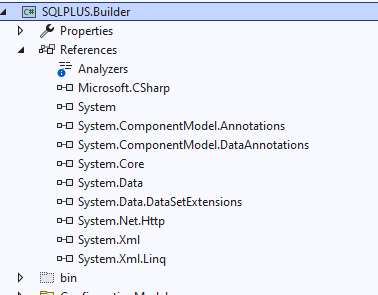 C# SQLPLUS.Builder
Properties
References
Analyzers
Microsoft.CSharp
System
System.ComponentModel.Annotations
System.ComponentModel.DataAnnotations
System.Core
System.Data
System.Data.DataSetExtensions
System.Net.Http
System.Xml
System.Xml.Linq
bin